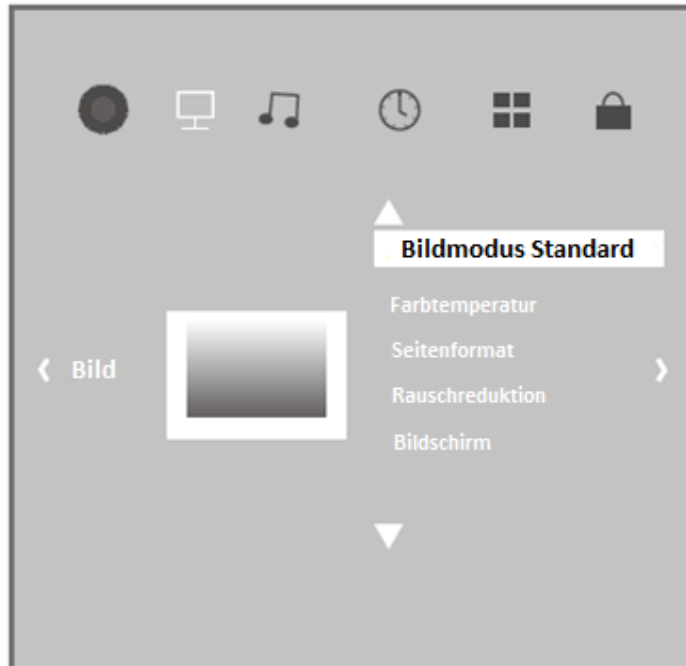 Bildmodus Standard
Farbtemperatur
Seitenformat
Bild
Rauschreduktion
Bildschirm